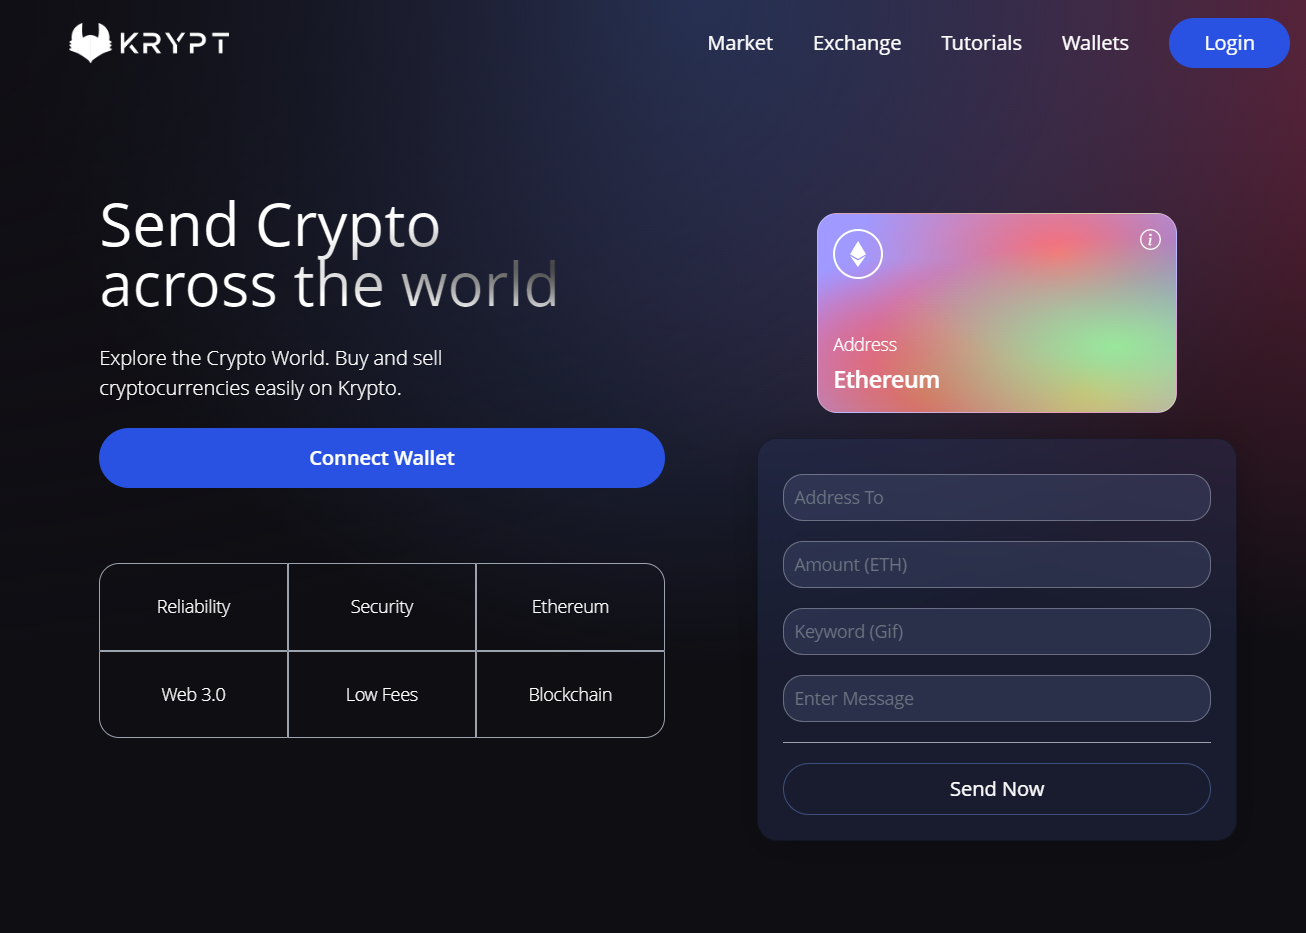 KRYPT
Market
Exchange
Tutorials
Wallets
Login
Send Crypto
across the world
Explore the Crypto World. Buy and sell
cryptocurrencies easily on Krypto.
Connect Wallet
Reliability
Security
Ethereum
Web 3.0
Low Fees
Blockchain
i
Address
Ethereum
Address To
Amount (ETH)
Keyword (Gif)
Enter Message
Send Now